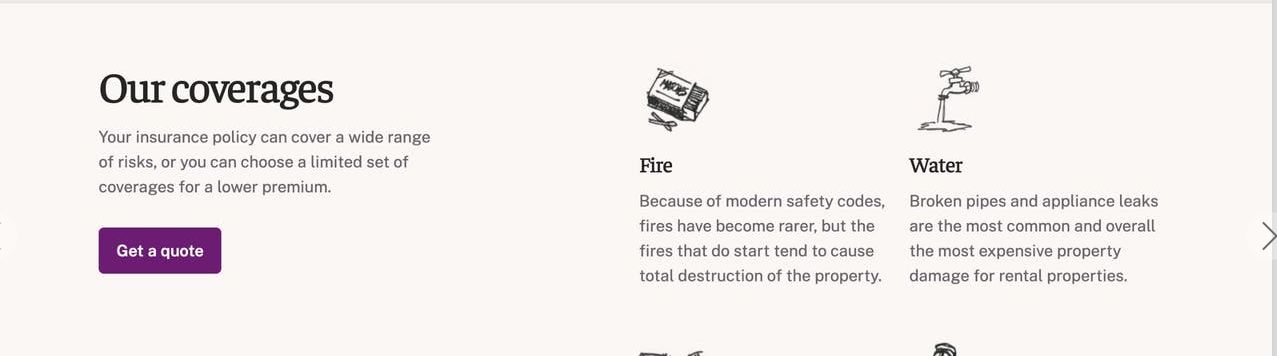 Our coverages
Your insurance policy can cover a wide range
of risks, or you can choose a limited set of
coverages for a lower premium.
Get a quote
MATCHES
Fire
Because of modern safety codes,
fires have become rarer, but the
fires that do start tend to cause
total destruction of the property.
Water
Broken pipes and appliance leaks
are the most common and overall
the most expensive property
damage for rental properties.